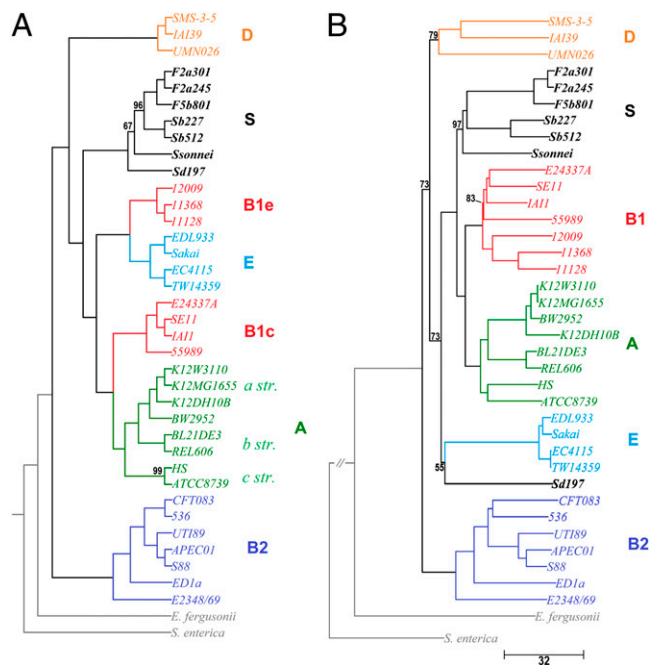 A
SMS-3-5
IAI39
UMN026
D
F2a301
F2a245
F5b801
Sb227
Sb512
Ssonnei
Sd197
S
96
67
12009
11368
11128
B1e
EDL933
Sakai
EC4115
TW14359
E
E24337A
SE11
IAI1
55989
B1c
K12W3110
K12MG1655
K12DH10B
BW2952
a str.
BL21DE3
REL606
b str.
HS
ATCC8739
c str.
99
A
CFT083
536
UTI89
APEC01
S88
ED1a
E2348/69
B2
E. fergusonii
S. enterica
B
79
SMS-3-5
IAI39
UMN026
D
F2a301
F2a245
F5b801
Sb227
Sb512
Ssonnei
S
97
73
E24337A
SE11
IAI1
55989
12009
11368
11128
B1
83
K12W3110
K12MG1655
BW2952
K12DH10B
BL21DE3
REL606
HS
ATCC8739
A
73
EDL933
Sakai
EC4115
TW14359
E
55
Sd197
CFT083
536
UTI89
APEC01
S88
ED1a
E2348/69
B2
E. fergusonii
S. enterica
//
32